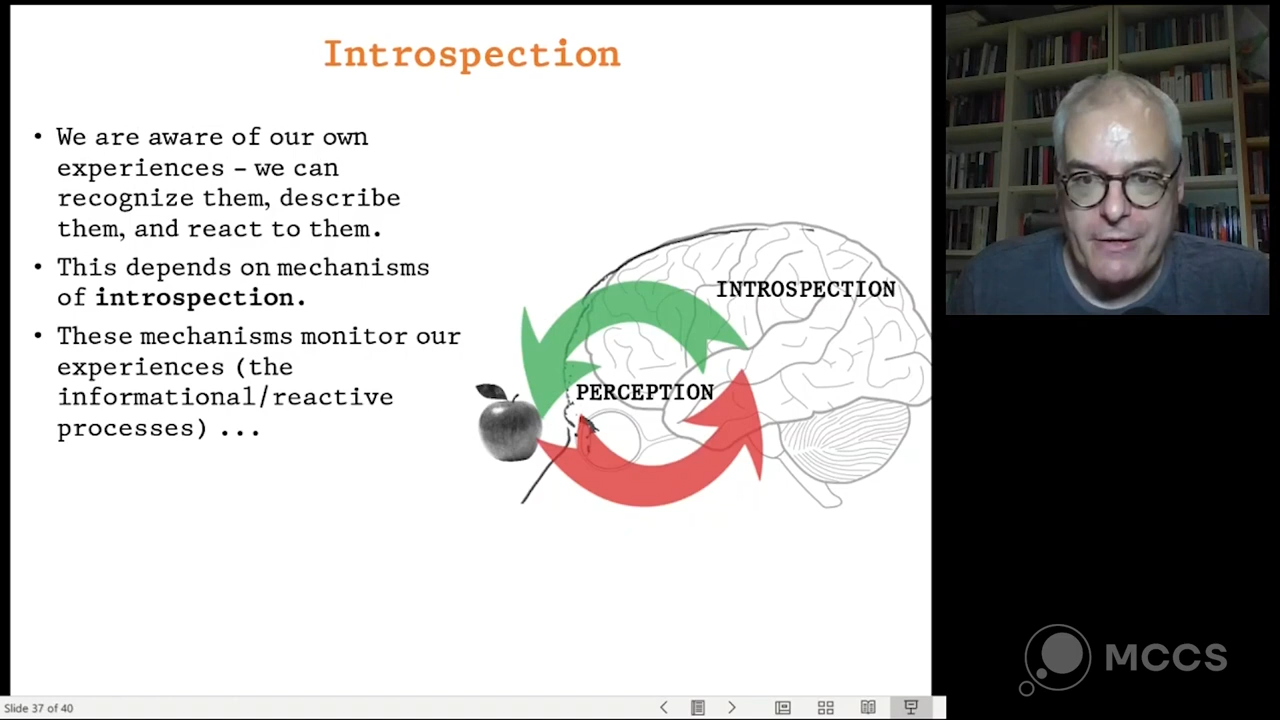 Introspection
• We are aware of our own
experiences – we can
recognize them, describe
them, and react to them.
• This depends on mechanisms
of introspection.
• These mechanisms monitor our
experiences (the
informational/reactive
processes) ...
INTROSPECTION
PERCEPTION
MCCS
Slide 37 of 40